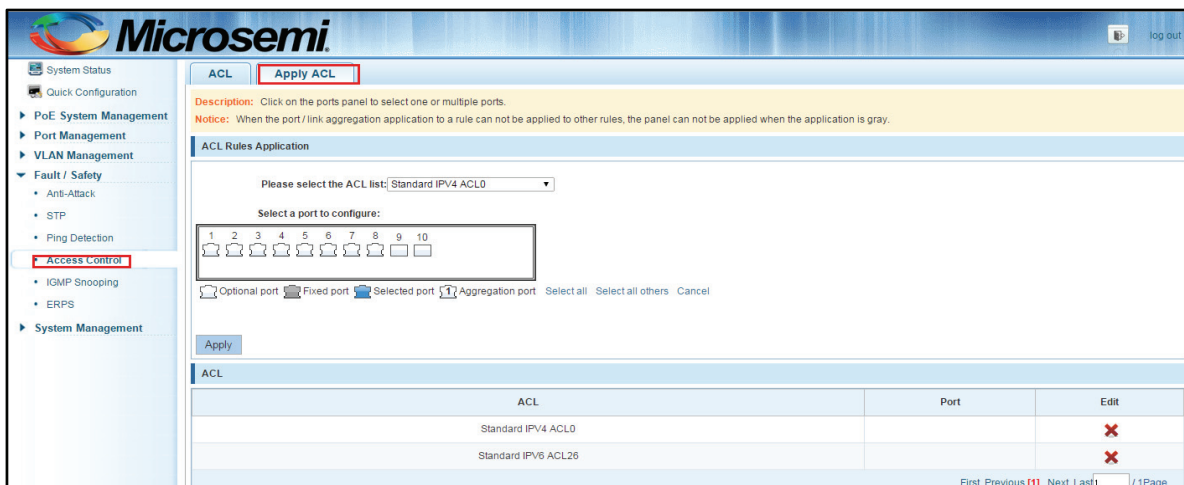 Microsemi.
log out
System Status
Quick Configuration
PoE System Management
Port Management
VLAN Management
Fault / Safety
• Anti-Attack
• STP
• Ping Detection
• Access Control
• IGMP Snooping
• ERPS
System Management
ACL Apply ACL
Description: Click on the ports panel to select one or multiple ports.
Notice: When the port / link aggregation application to a rule can not be applied to other rules, the panel can not be applied when the application is gray.
ACL Rules Application
Please select the ACL list: Standard IPV4 ACL0
Select a port to configure:
1 2 3 4 5 6 7 8 9 10
Optional port Fixed port Selected port 1 Aggregation port Select all Select all others Cancel
Apply
ACL
ACL Port Edit
Standard IPV4 ACL0
Standard IPV6 ACL26
First Previous [1] Next Last 1 / 1Page